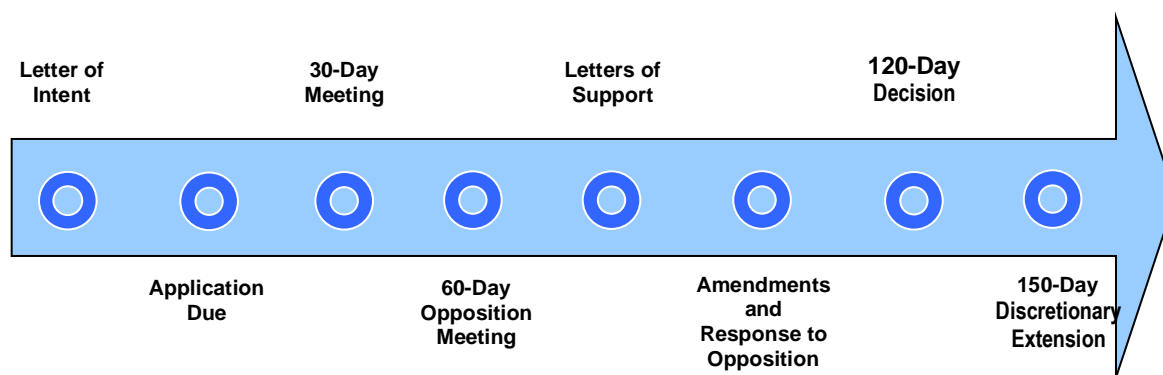 Letter of
Intent
Application
Due
30-Day
Meeting
60-Day
Opposition
Meeting
Letters of
Support
Amendments
and
Response to
Opposition
120-Day
Decision
150-Day
Discretionary
Extension